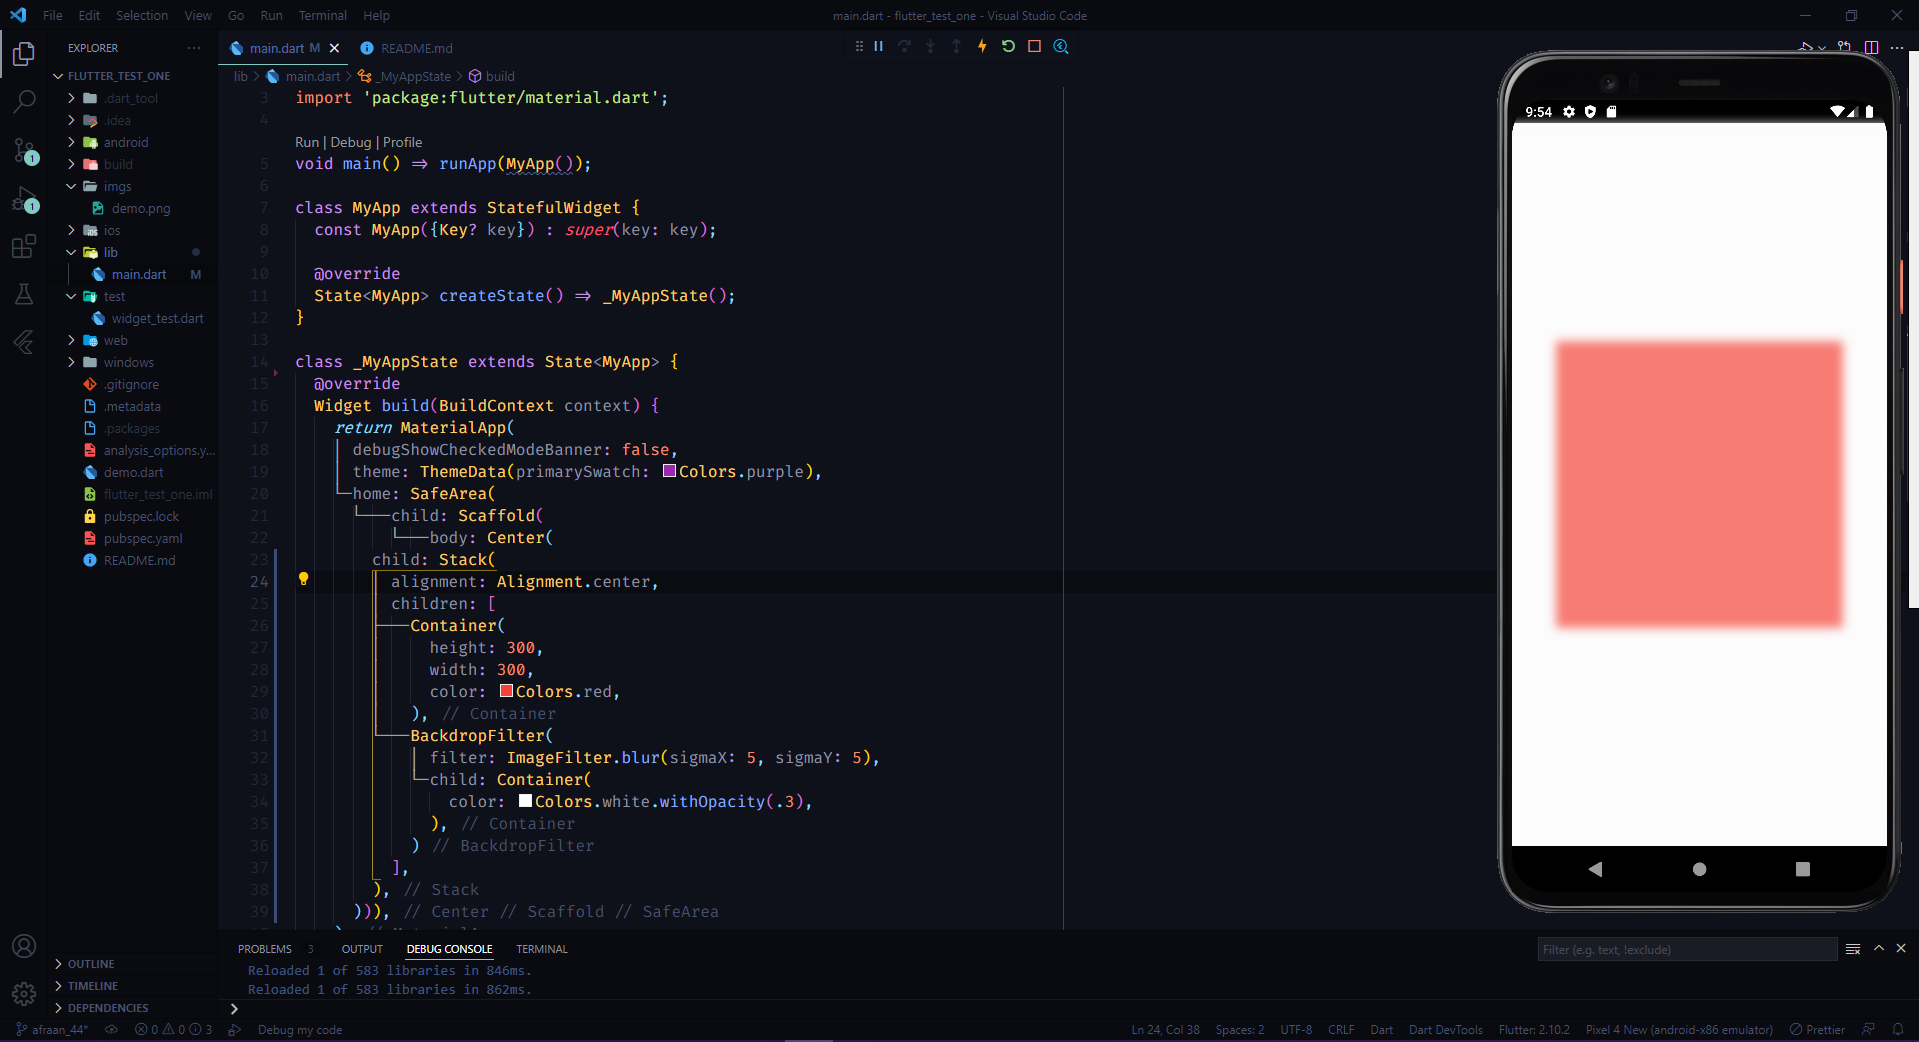 File Edit Selection View Go Run Terminal Help
main.dart - flutter_test_one - Visual Studio Code
EXPLORER
FLUTTER_TEST_ONE
.dart_tool
.idea
android
build
imgs
demo.png
ios
lib
main.dart M
test
widget_test.dart
web
windows
.gitignore
.metadata
.packages
analysis_options.y...
demo.dart
flutter_test_one.iml
pubspec.lock
pubspec.yaml
README.md
OUTLINE
TIMELINE
DEPENDENCIES
1
1
main.dart M
README.md
lib > main.dart > _MyAppState > build
3 import 'package:flutter/material.dart';
4
Run | Debug | Profile
5 void main() => runApp(MyApp());
6
7 class MyApp extends StatefulWidget {
8 const MyApp({Key? key}) : super(key: key);
9
10 @override
11 State<MyApp> createState() => _MyAppState();
12 }
13
14 class _MyAppState extends State<MyApp> {
15 @override
16 Widget build(BuildContext context) {
17 return MaterialApp(
18 debugShowCheckedModeBanner: false,
19 theme: ThemeData(primarySwatch: Colors.purple),
20 home: SafeArea(
21 child: Scaffold(
22 body: Center(
23 child: Stack(
24 alignment: Alignment.center,
25 children: [
26 Container(
27 height: 300,
28 width: 300,
29 color: Colors.red,
30 ), // Container
31 BackdropFilter(
32 filter: ImageFilter.blur(sigmaX: 5, sigmaY: 5),
33 child: Container(
34 color: Colors.white.withOpacity(.3),
35 ), // Container
36 ) // BackdropFilter
37 ],
38 ), // Stack
39 ))), // Center // Scaffold // SafeArea
9:54
PROBLEMS 3 OUTPUT DEBUG CONSOLE TERMINAL
Filter (e.g. text, !exclude)
Reloaded 1 of 583 libraries in 846ms.
Reloaded 1 of 583 libraries in 862ms.
afraan_44* 0 0 3 Debug my code
Ln 24, Col 38 Spaces: 2 UTF-8 CRLF Dart Dart DevTools Flutter: 2.10.2 Pixel 4 New (android-x86 emulator) Prettier